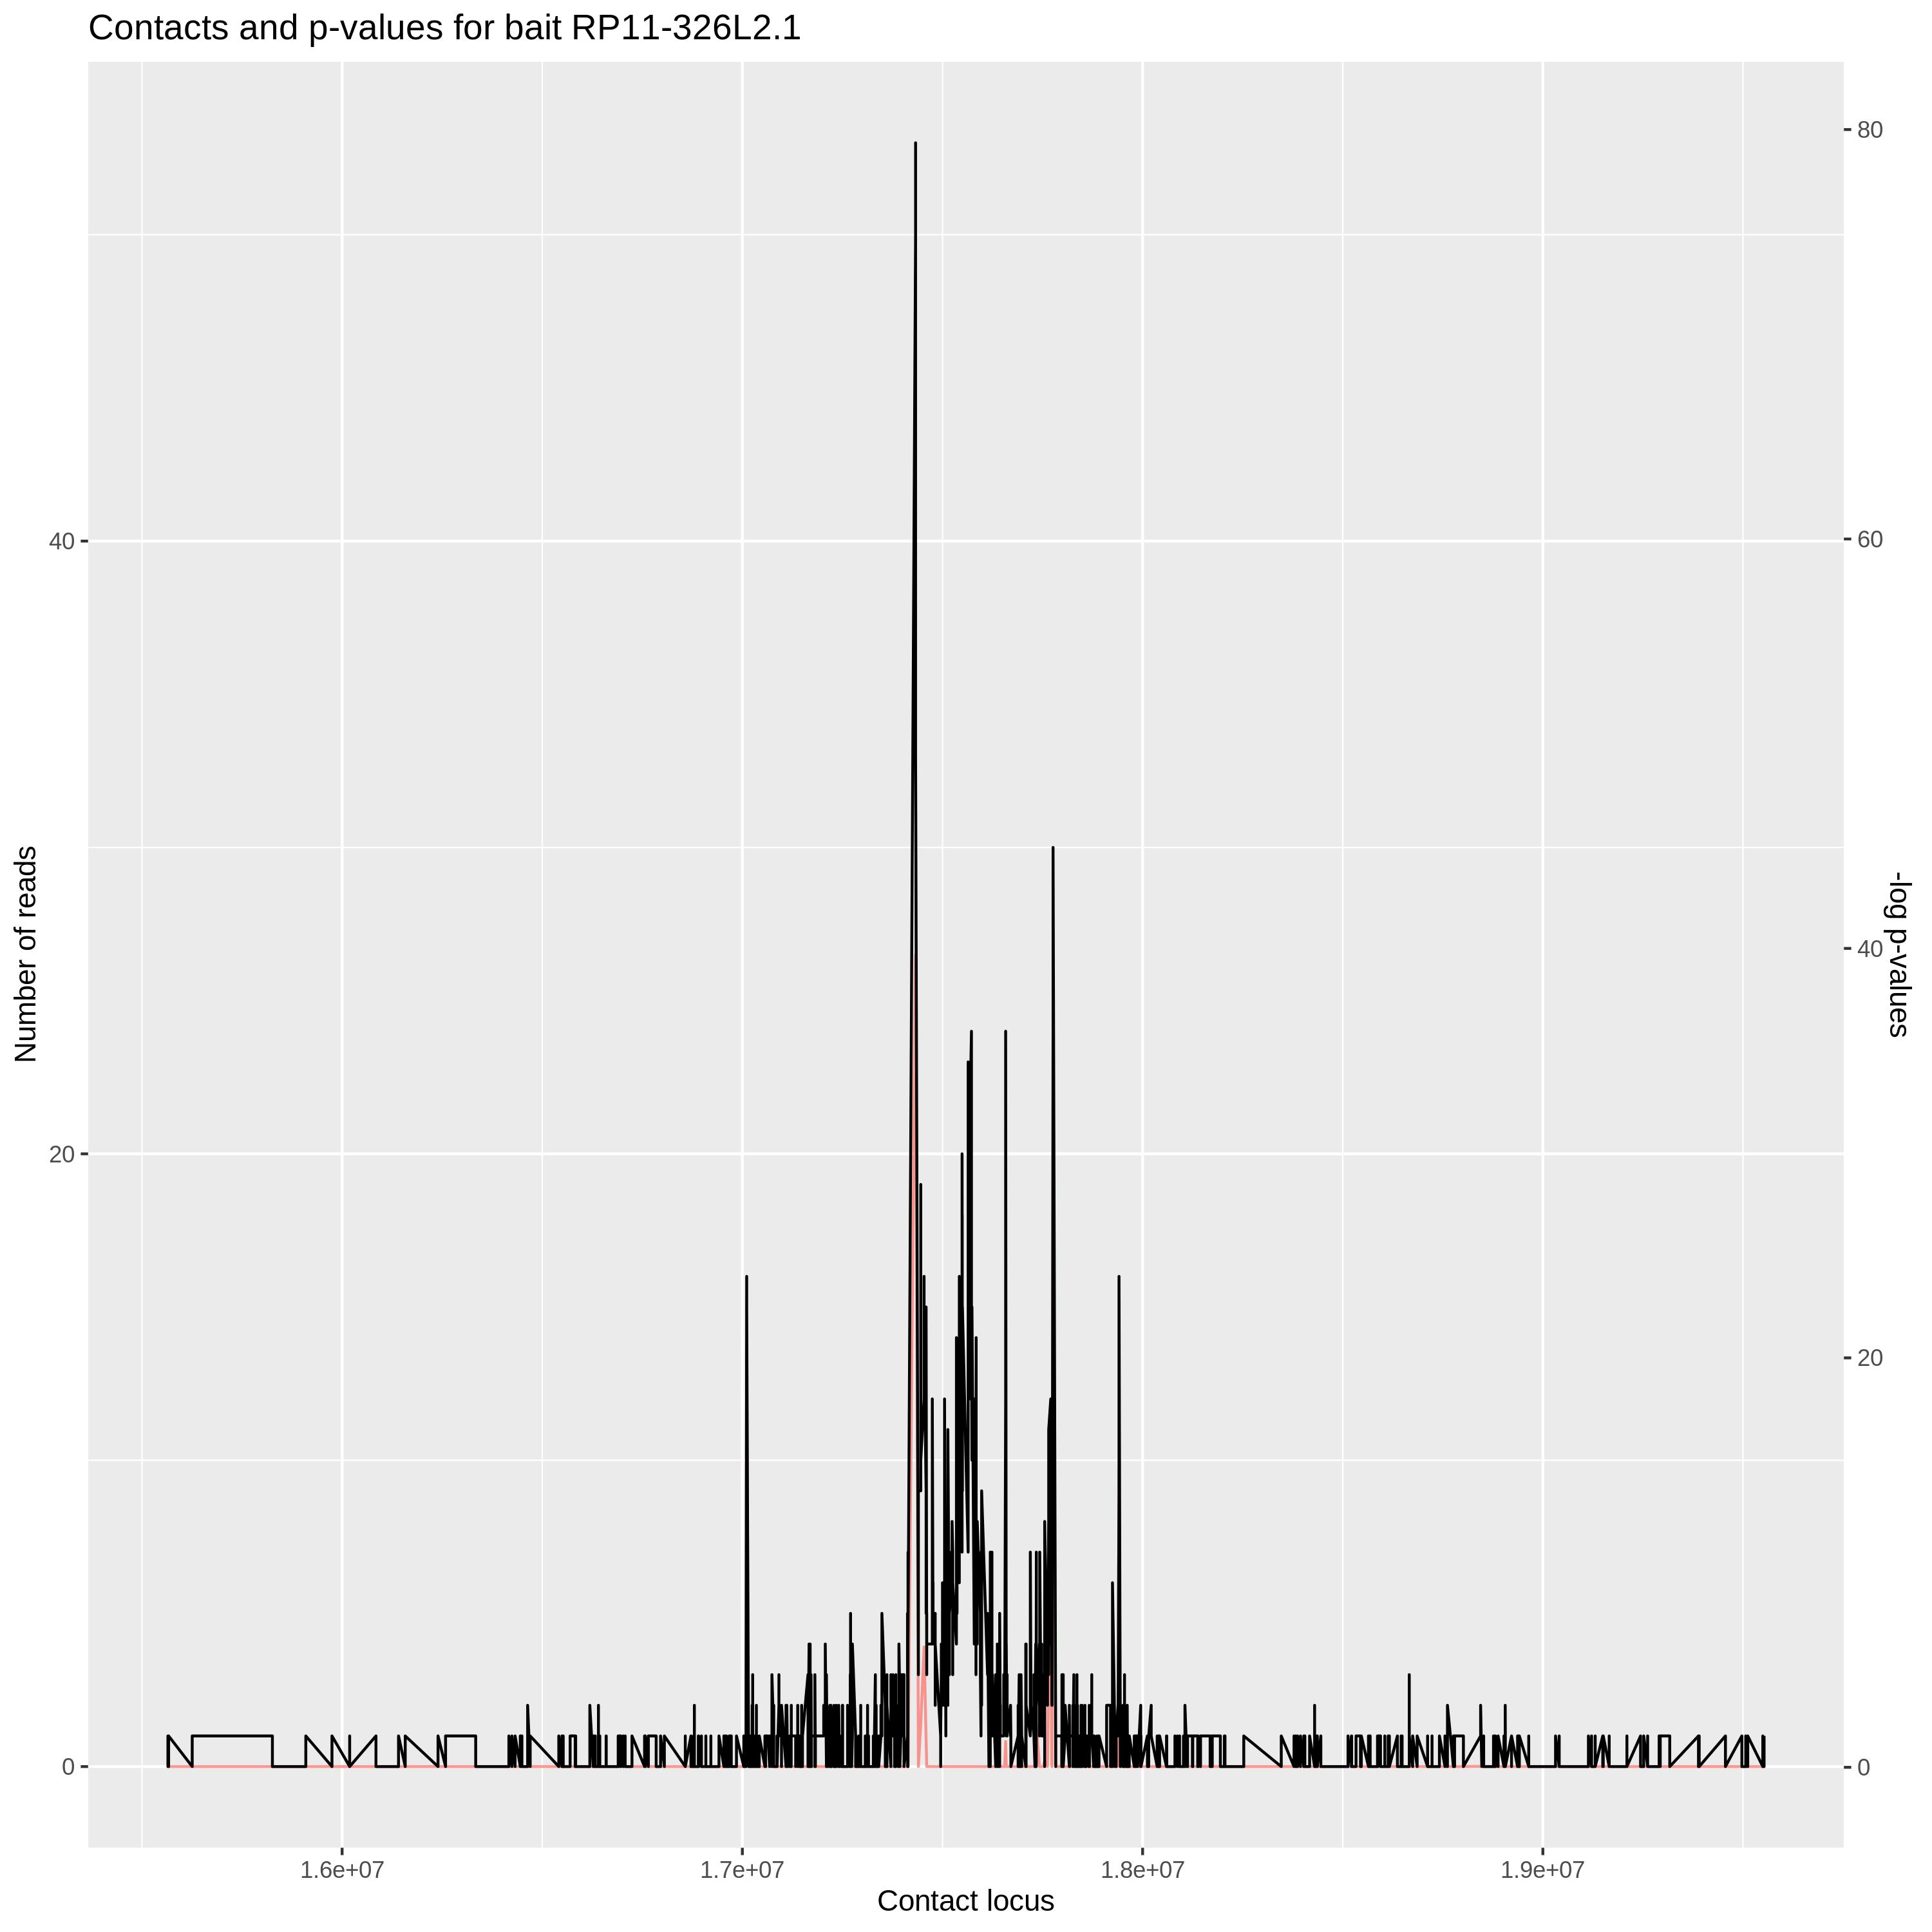 Contacts and p-values for bait RP11-326L2.1
Number of reads
40
20
0
80
60
40
20
0
-log p-values
1.6e+07
1.7e+07
1.8e+07
1.9e+07
Contact locus